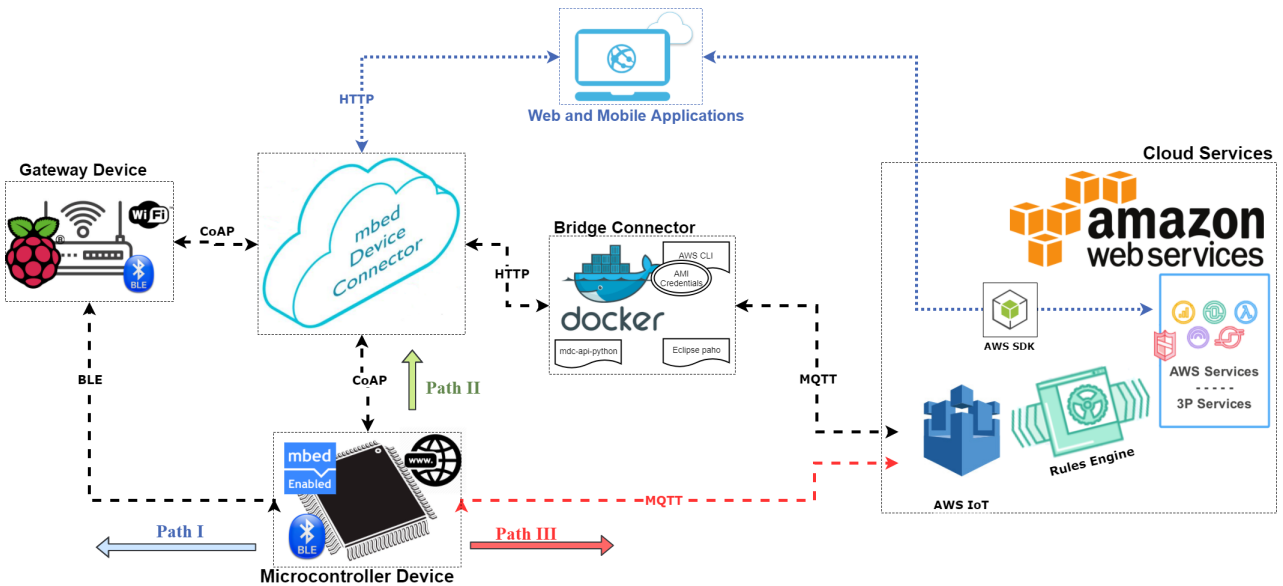 HTTP
Web and Mobile Applications
Cloud Services
Gateway Device
WiFi
®
BLE
CoAP
mbed
Device
Connector
HTTP
Bridge Connector
AWS CLI
AMI
Credentials
docker
mdc-api-python
Eclipse paho
amazon
web services
AWS SDK
AWS Services
- - - - -
3P Services
BLE
CoAP
Path II
MQTT
Rules Engine
AWS IoT
mbed
Enabled
www.
BLE
MQTT
Path I
Path III
Microcontroller Device